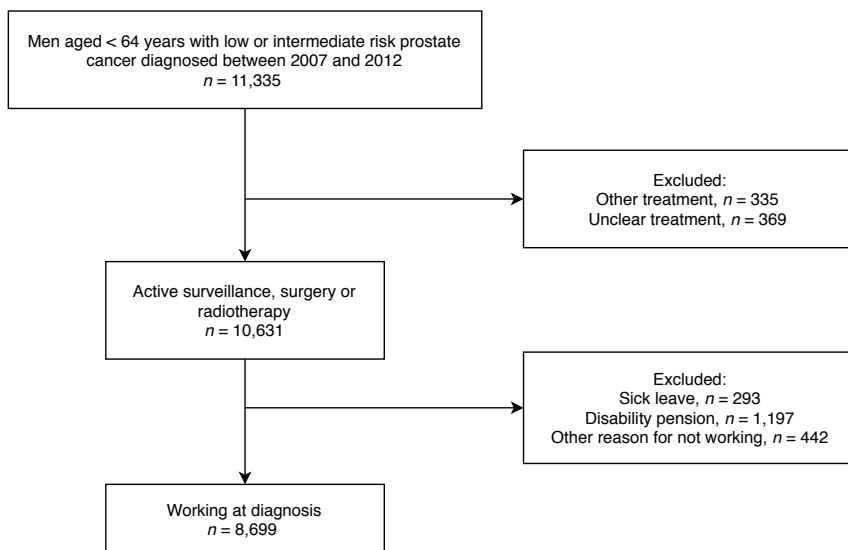 Men aged < 64 years with low or intermediate risk prostate
cancer diagnosed between 2007 and 2012
n = 11,335
Excluded:
Other treatment, n = 335
Unclear treatment, n = 369
Active surveillance, surgery or
radiotherapy
n = 10,631
Excluded:
Sick leave, n = 293
Disability pension, n = 1,197
Other reason for not working, n = 442
Working at diagnosis
n = 8,699